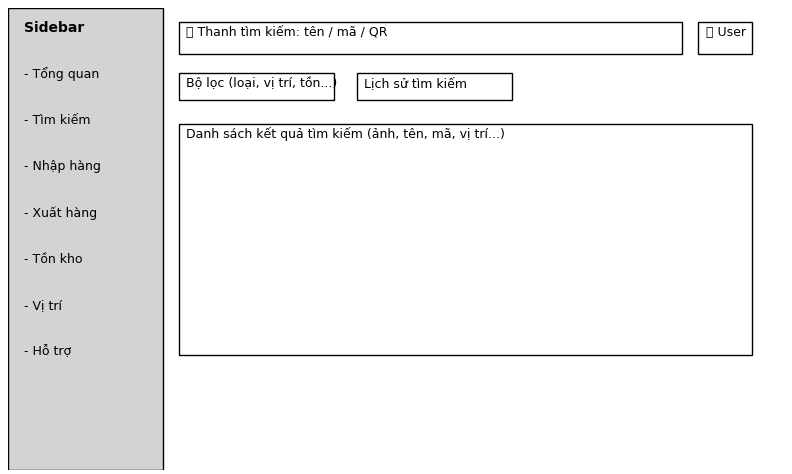 Sidebar
- Tổng quan
- Tìm kiếm
- Nhập hàng
- Xuất hàng
- Tồn kho
- Vị trí
- Hỗ trợ
Thanh tìm kiếm: tên / mã / QR
User
Bộ lọc (loại, vị trí, tồn...)
Lịch sử tìm kiếm
Danh sách kết quả tìm kiếm (ảnh, tên, mã, vị trí...)